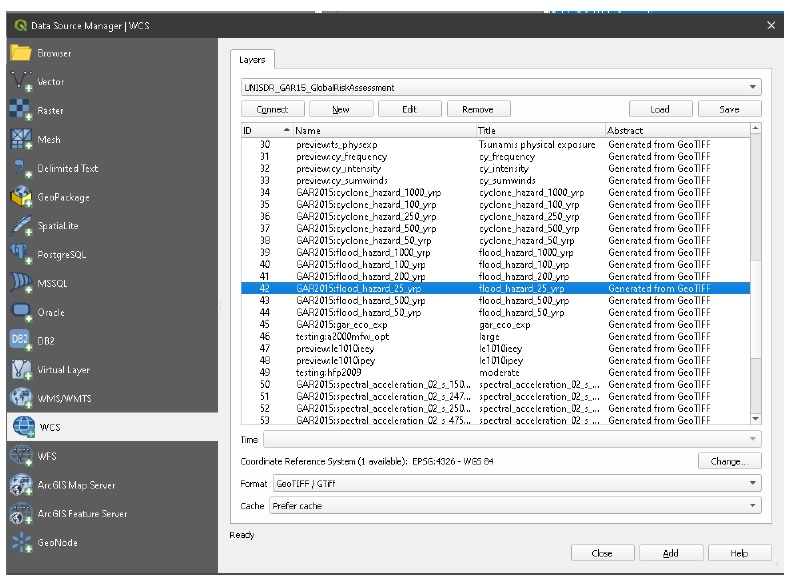 Data Source Manager | WCS
Browser
Vector
Raster
Mesh
Delimited Text
GeoPackage
SpatiaLite
PostgreSQL
MSSQL
Oracle
DB2 DB2
Virtual Layer
WMS/WMTS
WCS
WFS
ArcGIS Map Server
ArcGIS Feature Server
GeoNode
Layers
UNISDR_GAR15_GlobalRiskAssessment
Connect New Edit Remove Load Save
ID Name Title Abstract
30 preview:ts_physexp Tsunamis physical exposure Generated from GeoTIFF
31 preview:cy_frequency cy_frequency Generated from GeoTIFF
32 preview:cy_intensity cy_intensity Generated from GeoTIFF
33 preview:cy_sumwinds cy_sumwinds Generated from GeoTIFF
34 GAR2015:cyclone_hazard_1000_yrp cyclone_hazard_1000_yrp Generated from GeoTIFF
35 GAR2015:cyclone_hazard_100_yrp cyclone_hazard_100_yrp Generated from GeoTIFF
36 GAR2015:cyclone_hazard_250_yrp cyclone_hazard_250_yrp Generated from GeoTIFF
37 GAR2015:cyclone_hazard_500_yrp cyclone_hazard_500_yrp Generated from GeoTIFF
38 GAR2015:cyclone_hazard_50_yrp cyclone_hazard_50_yrp Generated from GeoTIFF
39 GAR2015:flood_hazard_1000_yrp flood_hazard_1000_yrp Generated from GeoTIFF
40 GAR2015:flood_hazard_100_yrp flood_hazard_100_yrp Generated from GeoTIFF
41 GAR2015:flood_hazard_200_yrp flood_hazard_200_yrp Generated from GeoTIFF
42 GAR2015:flood_hazard_25_yrp flood_hazard_25_yrp Generated from GeoTIFF
43 GAR2015:flood_hazard_500_yrp flood_hazard_500_yrp Generated from GeoTIFF
44 GAR2015:flood_hazard_50_yrp flood_hazard_50_yrp Generated from GeoTIFF
45 GAR2015:gar_eco_exp gar_eco_exp Generated from GeoTIFF
46 testing:a2000mfw_opt large Generated from GeoTIFF
47 preview:le1010ieey le1010ieey Generated from GeoTIFF
48 preview:le1010ipey le1010ipey Generated from GeoTIFF
49 testing:hfp2009 moderate Generated from GeoTIFF
50 GAR2015:spectral_acceleration_02_s_150... spectral_acceleration_02_s_... Generated from GeoTIFF
51 GAR2015:spectral_acceleration_02_s_247... spectral_acceleration_02_s_... Generated from GeoTIFF
52 GAR2015:spectral_acceleration_02_s_250... spectral_acceleration_02_s_... Generated from GeoTIFF
53 GAR2015:spectral_acceleration_02_s_475... spectral_acceleration_02_s_... Generated from GeoTIFF
Time
Coordinate Reference System (1 available): EPSG:4326 - WGS 84 Change...
Format GeoTIFF / GTiff
Cache Prefer cache
Ready
Close Add Help